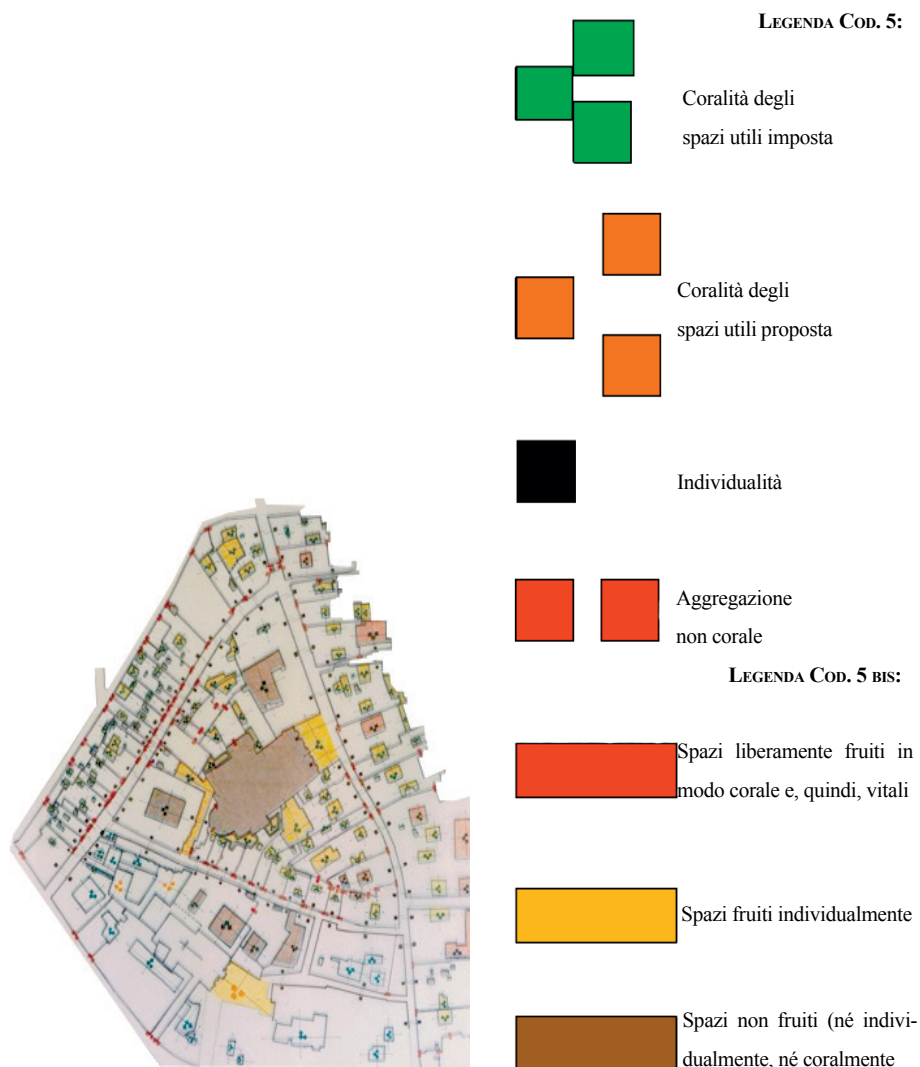 LEGENDA COD. 5:
Coralità degli
spazi utili imposta
Coralità degli
spazi utili proposta
Individualità
Aggregazione
non corale
LEGENDA COD. 5 BIS:
Spazi liberamente fruiti in
modo corale e, quindi, vitali
Spazi fruiti individualmente
Spazi non fruiti (né indivi-
dualmente, né coralmente